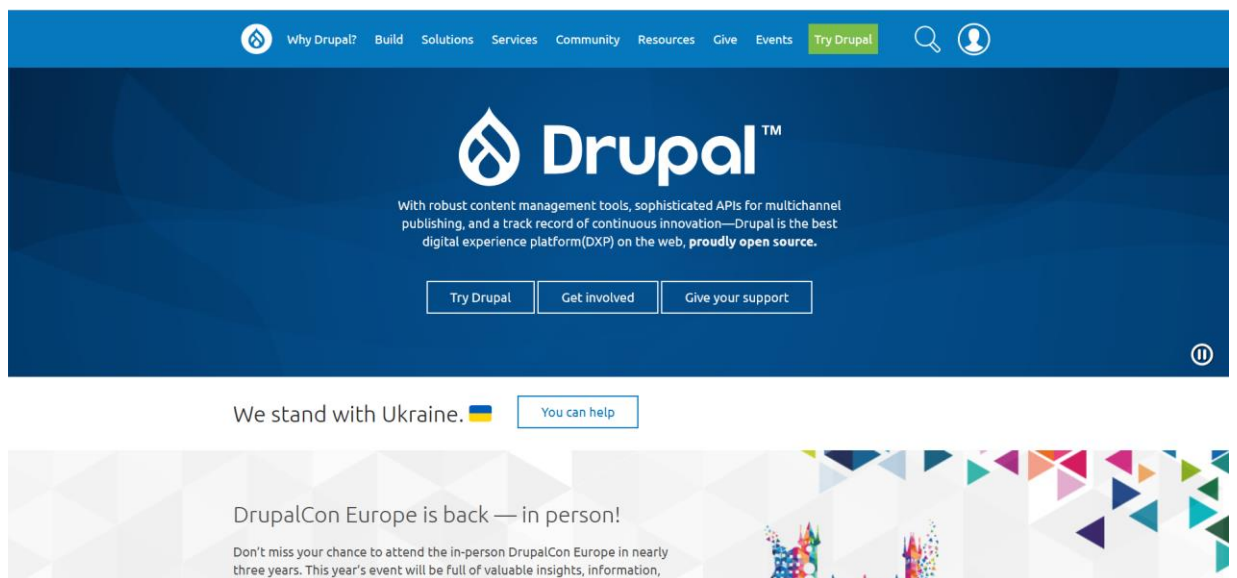 Why Drupal? Build Solutions Services Community Resources Give Events Try Drupal
Drupal™
With robust content management tools, sophisticated APIs for multichannel
publishing, and a track record of continuous innovation—Drupal is the best
digital experience platform(DXP) on the web, proudly open source.
Try Drupal Get involved Give your support
We stand with Ukraine. You can help
DrupalCon Europe is back — in person!
Don't miss your chance to attend the in-person DrupalCon Europe in nearly
three years. This year's event will be full of valuable insights, information,